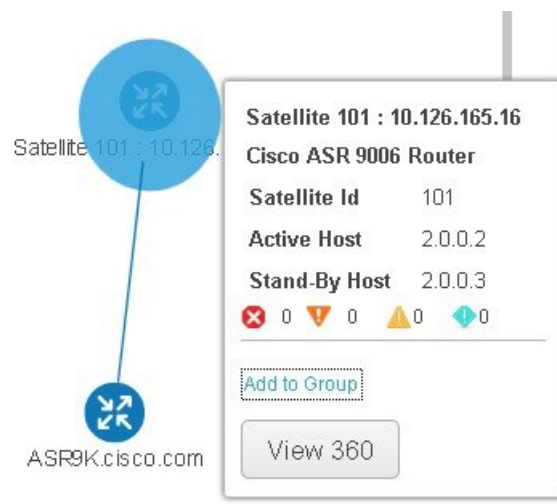 Satellite 101 : 10.126.
ASR9K.cisco.com
Satellite 101 : 10.126.165.16
Cisco ASR 9006 Router
Satellite Id 101
Active Host 2.0.0.2
Stand-By Host 2.0.0.3
0 0 0 0
Add to Group
View 360